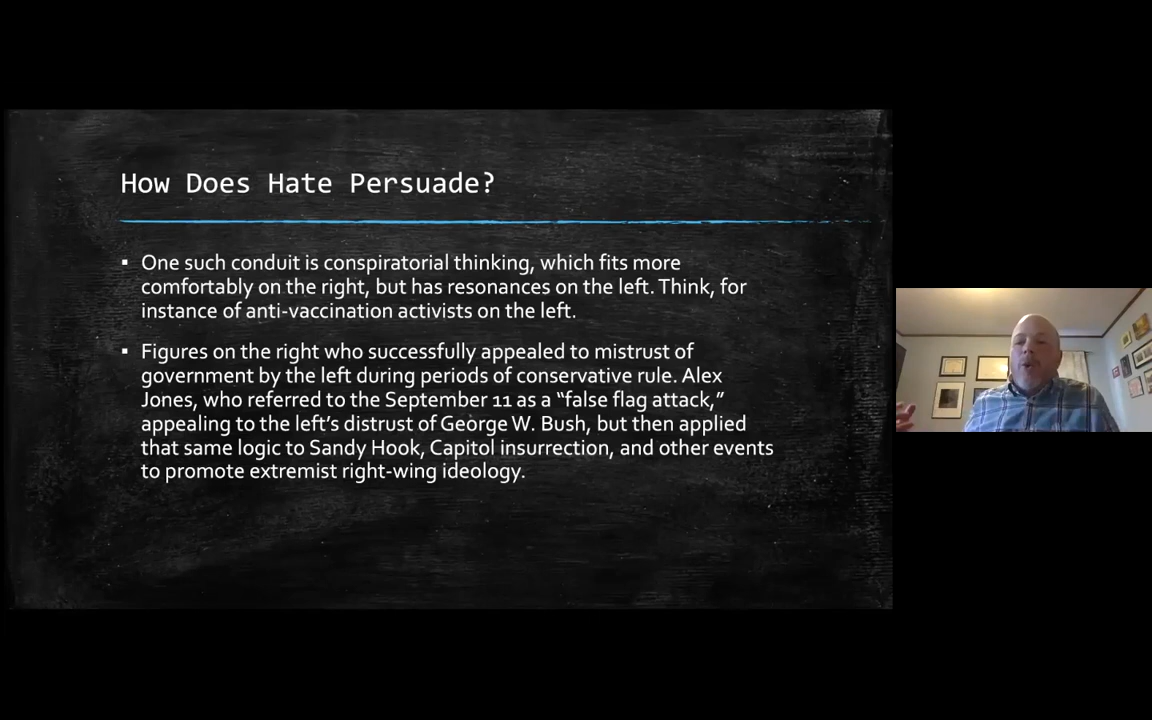 How Does Hate Persuade?
▪ One such conduit is conspiratorial thinking, which fits more
comfortably on the right, but has resonances on the left. Think, for
instance of anti-vaccination activists on the left.
▪ Figures on the right who successfully appealed to mistrust of
government by the left during periods of conservative rule. Alex
Jones, who referred to the September 11 as a “false flag attack,”
appealing to the left’s distrust of George W. Bush, but then applied
that same logic to Sandy Hook, Capitol insurrection, and other events
to promote extremist right-wing ideology.